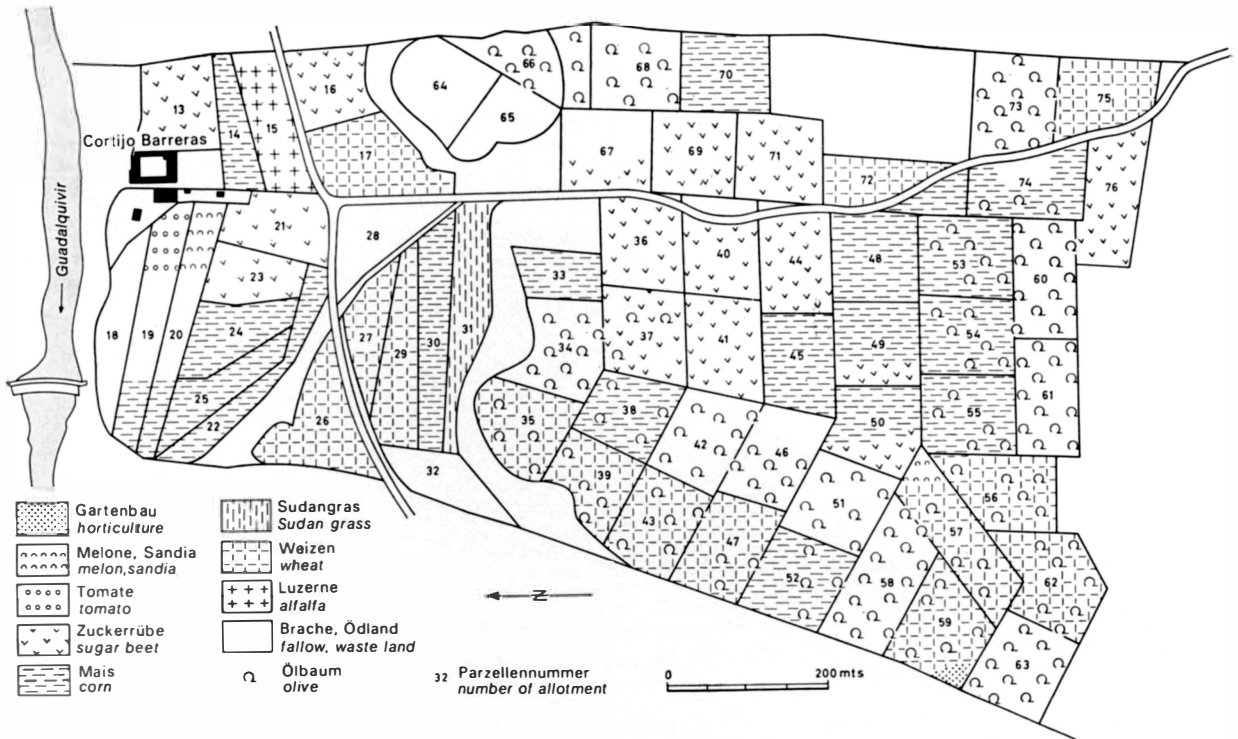 64
66
68
70
73
75
13
14
15
16
17
65
67
69
71
72
74
76
Cortijo Barreras
Guadalquivir
21
28
36
40
44
48
53
60
23
33
18
19
20
24
27
29
30
31
34
37
41
45
49
54
61
25
22
26
35
38
42
46
50
55
32
39
43
47
51
52
56
57
58
59
62
63
Gartenbau
horticulture
Melone, Sandia
melon, sandia
Tomate
tomato
Zuckerrübe
sugar beet
Mais
corn
Sudangras
Sudan grass
Weizen
wheat
Luzerne
alfalfa
Brache, Ödland
fallow, waste land
Ölbaum
olive
N
32 Parzellennummer
number of allotment
0 200 mts